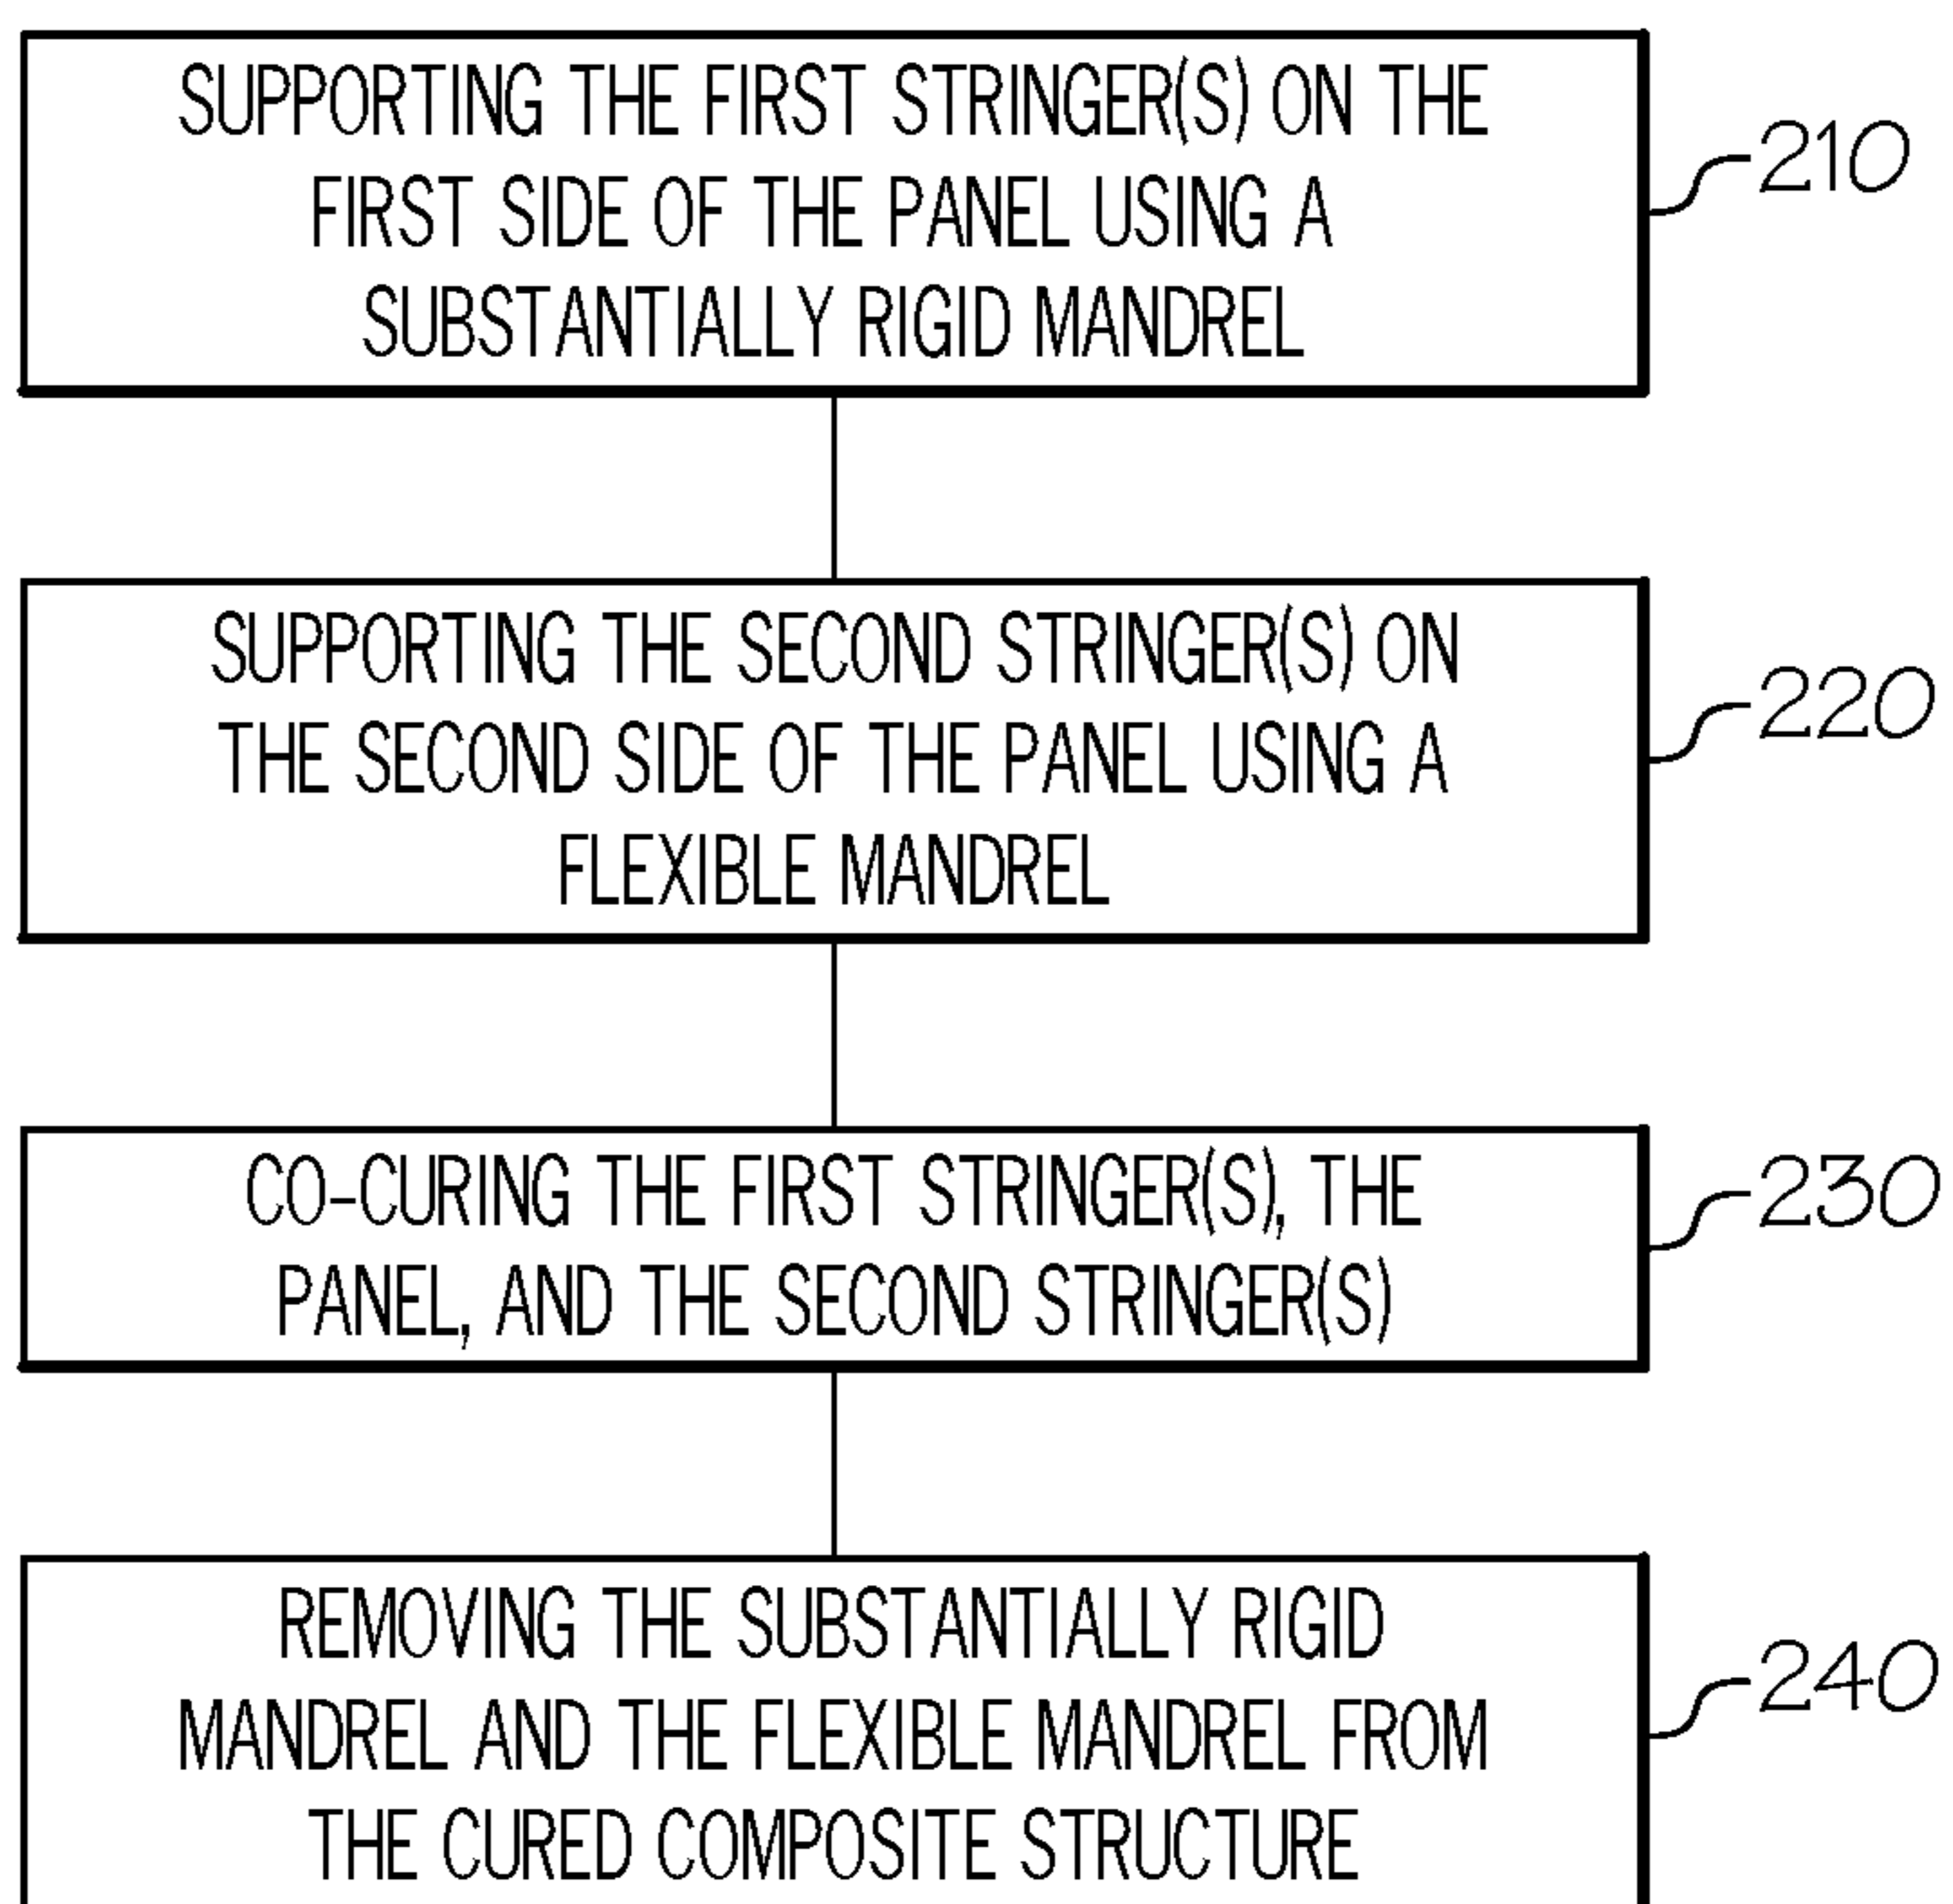 SUPPORTING THE FIRST STRINGER(S) ON THE
FIRST SIDE OF THE PANEL USING A
SUBSTANTIALLY RIGID MANDREL
210
SUPPORTING THE SECOND STRINGER(S) ON
THE SECOND SIDE OF THE PANEL USING A
FLEXIBLE MANDREL
220
CO-CURING THE FIRST STRINGER(S), THE
PANEL, AND THE SECOND STRINGER(S)
230
REMOVING THE SUBSTANTIALLY RIGID
MANDREL AND THE FLEXIBLE MANDREL FROM
THE CURED COMPOSITE STRUCTURE
240